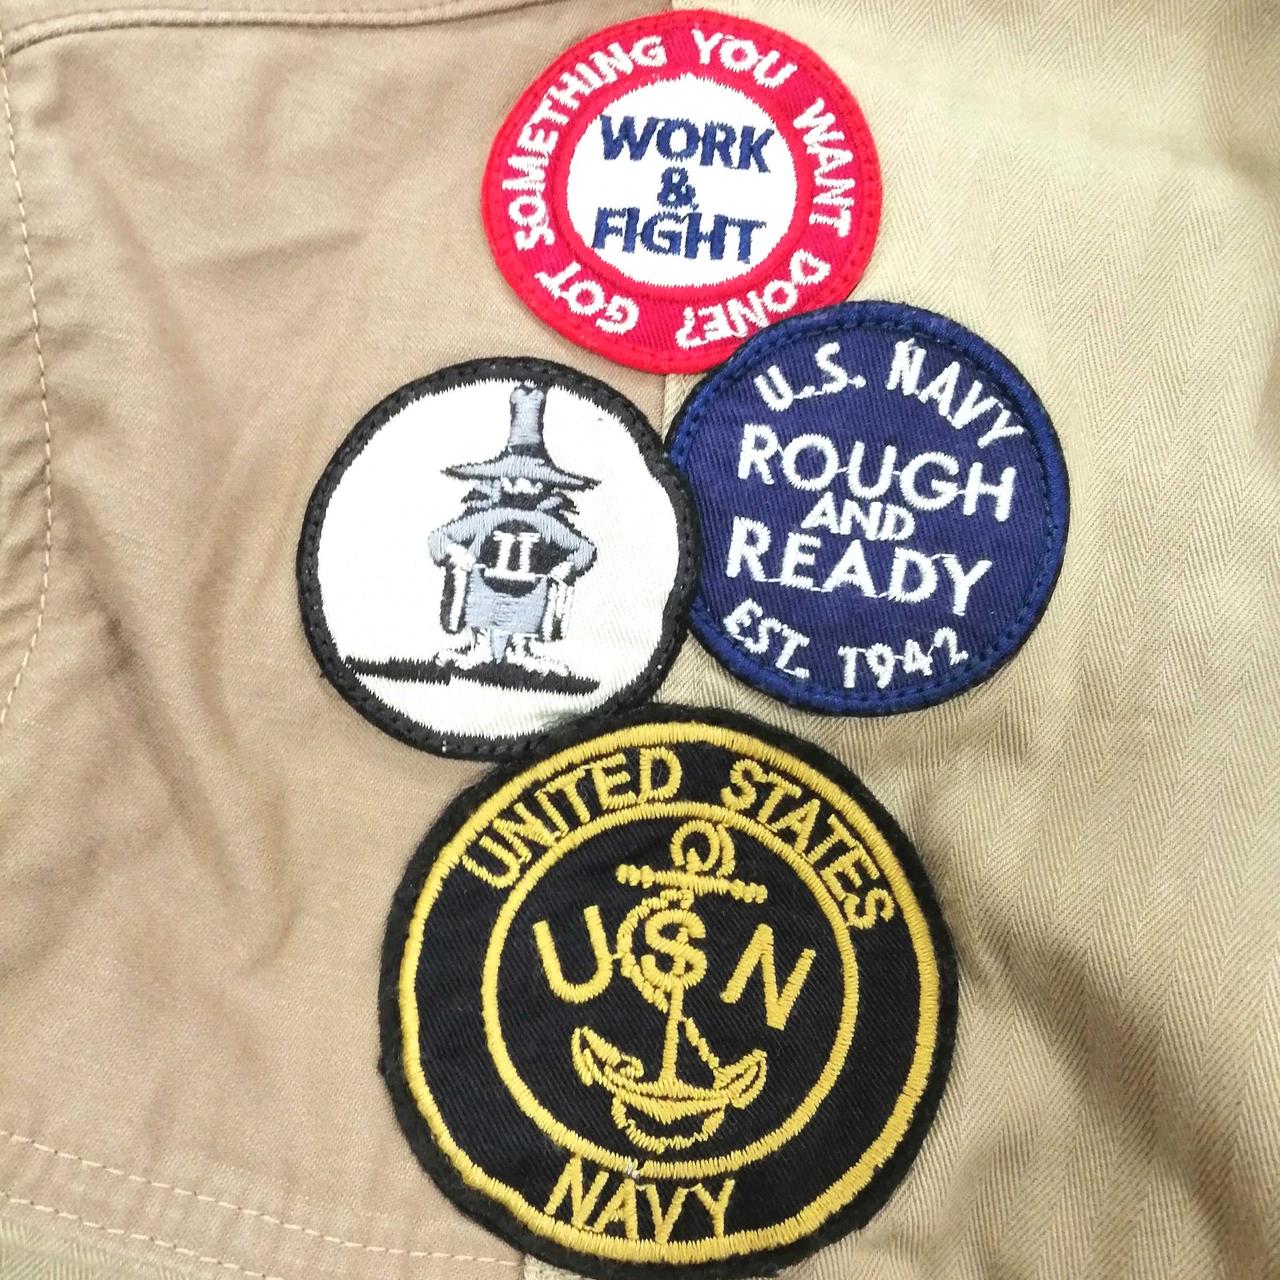 GOT SOMETHING YOU WANT DONE?
WORK
&
FIGHT
U.S. NAVY
ROUGH
AND
READY
EST. 1942
II
UNITED STATES
U S N
NAVY